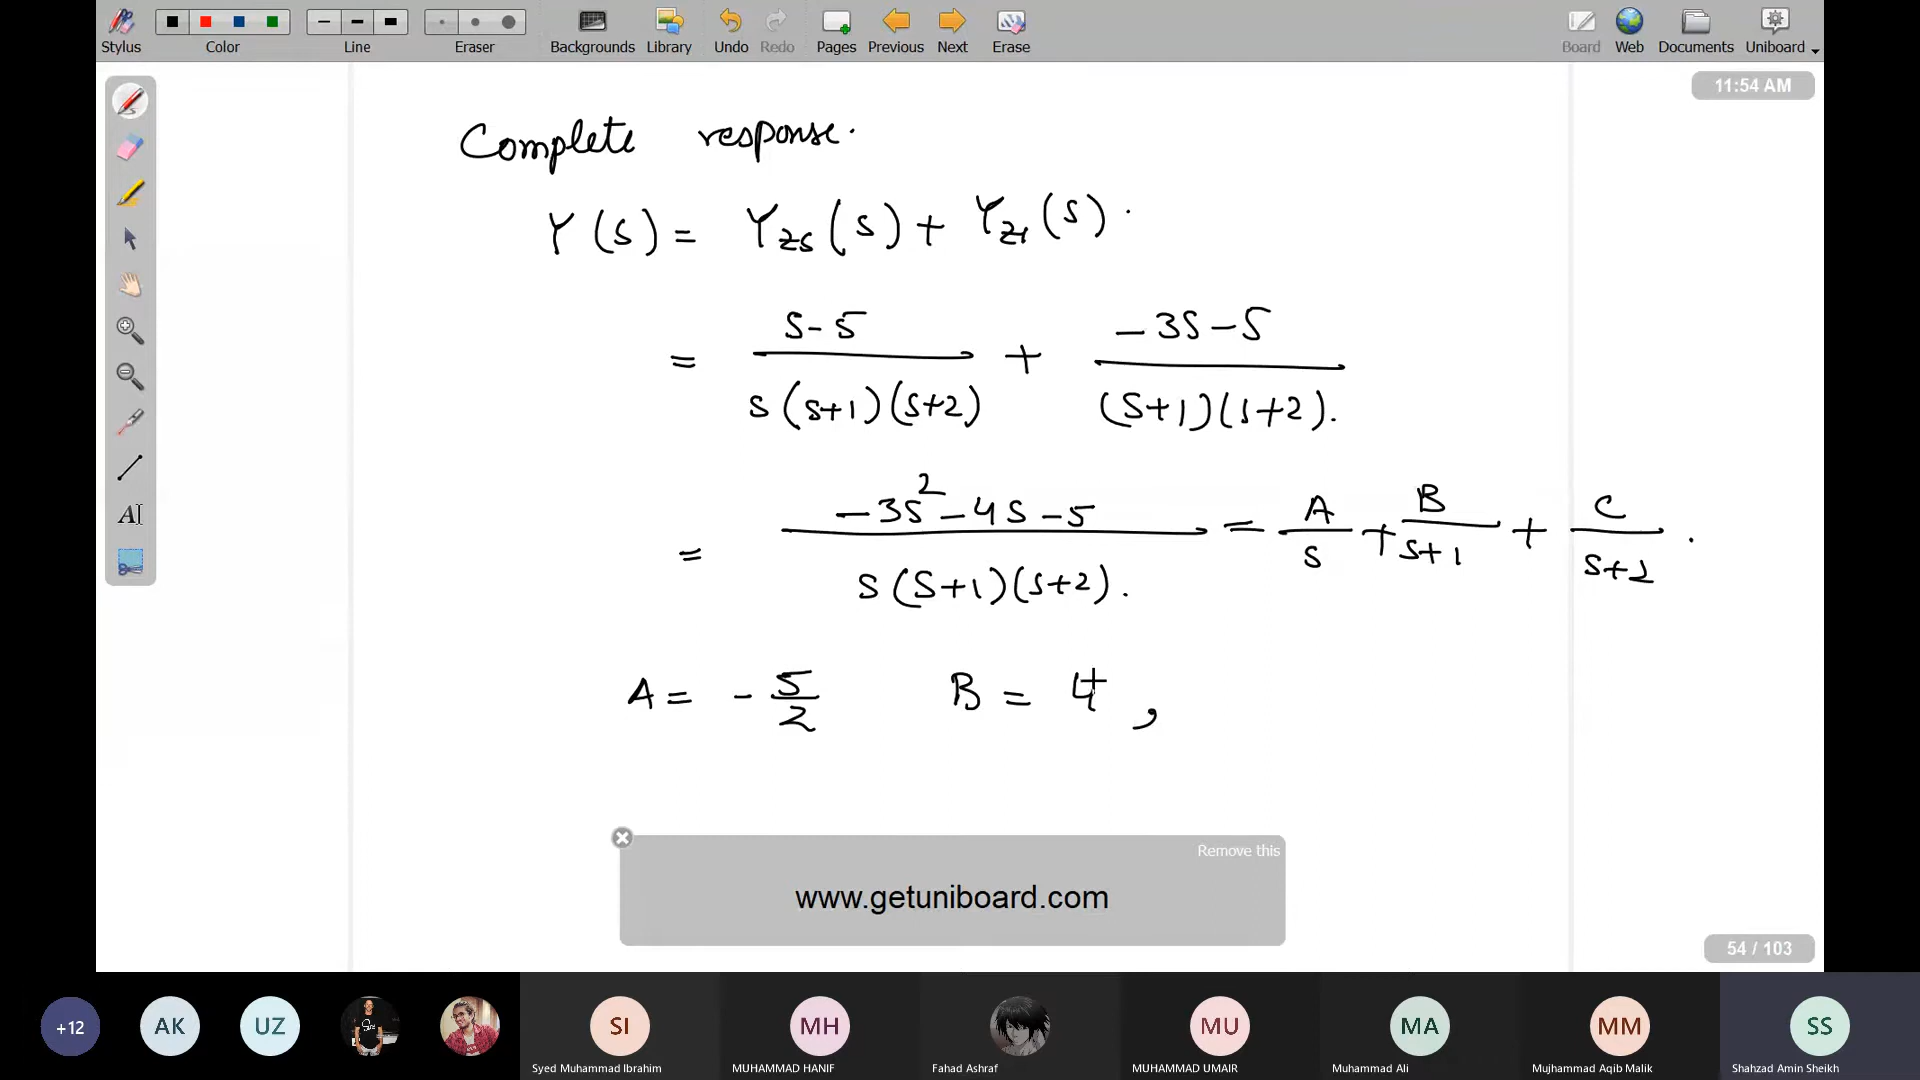 Stylus Color Line Eraser Backgrounds Library Undo Redo Pages Previous Next Erase Board Web Documents Uniboard
11:54 AM
Complete response.
Y(s) = Yzs(s) + Yzi(s).
= s-5 / s(s+1)(s+2) + -3s-5 / (s+1)(s+2).
= -3s² -4s -5 / s(s+1)(s+2). = A/s + B/s+1 + C/s+2 .
A = -5/2 B = 4 ,
Remove this
www.getuniboard.com
54 / 103
+12 AK UZ SI MH MU MA MM SS
Syed Muhammad Ibrahim MUHAMMAD HANIF Fahad Ashraf MUHAMMAD UMAIR Muhammad Ali Mujhammad Aqib Malik Shahzad Amin Sheikh